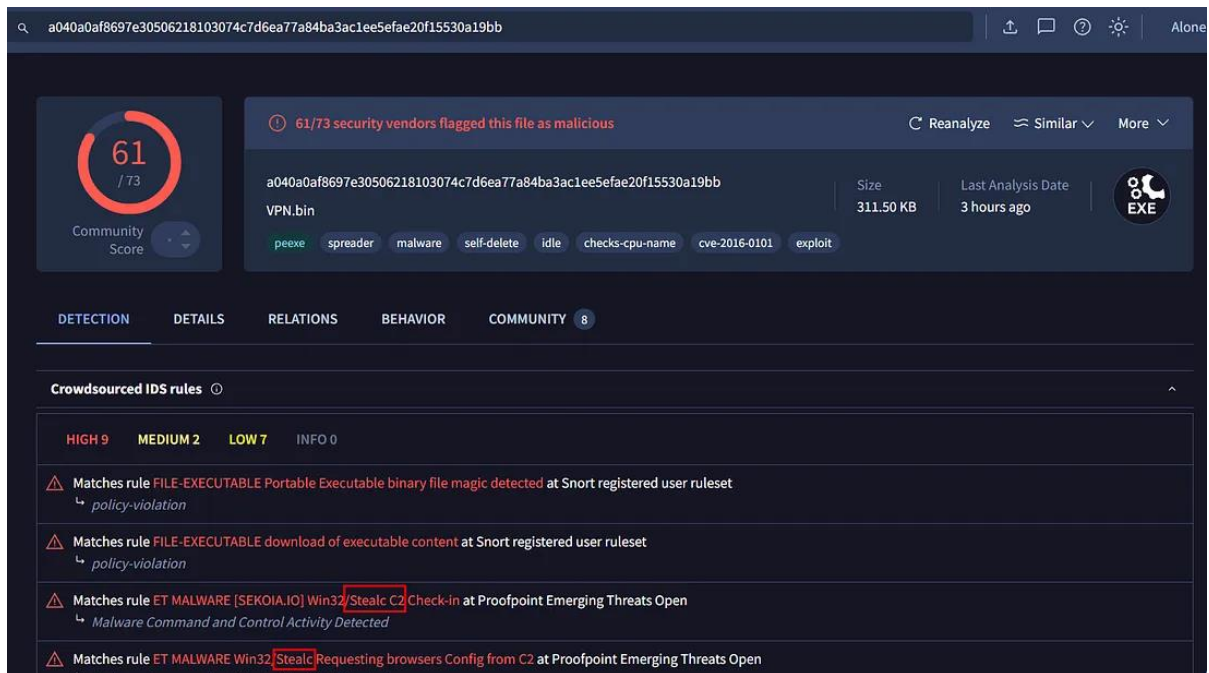 a040a0af8697e30506218103074c7d6ea77a84ba3ac1ee5efae20f15530a19bb
Alone
61
/ 73
Community
Score
61/73 security vendors flagged this file as malicious
Reanalyze
Similar
More
a040a0af8697e30506218103074c7d6ea77a84ba3ac1ee5efae20f15530a19bb
VPN.bin
peexe spreader malware self-delete idle checks-cpu-name cve-2016-0101 exploit
Size
311.50 KB
Last Analysis Date
3 hours ago
EXE
DETECTION DETAILS RELATIONS BEHAVIOR COMMUNITY 8
Crowdsourced IDS rules
HIGH 9 MEDIUM 2 LOW 7 INFO 0
Matches rule FILE-EXECUTABLE Portable Executable binary file magic detected at Snort registered user ruleset
policy-violation
Matches rule FILE-EXECUTABLE download of executable content at Snort registered user ruleset
policy-violation
Matches rule ET MALWARE [SEKOIA.IO] Win32/Stealc C2 Check-in at Proofpoint Emerging Threats Open
Malware Command and Control Activity Detected
Matches rule ET MALWARE Win32/Stealc Requesting browsers Config from C2 at Proofpoint Emerging Threats Open